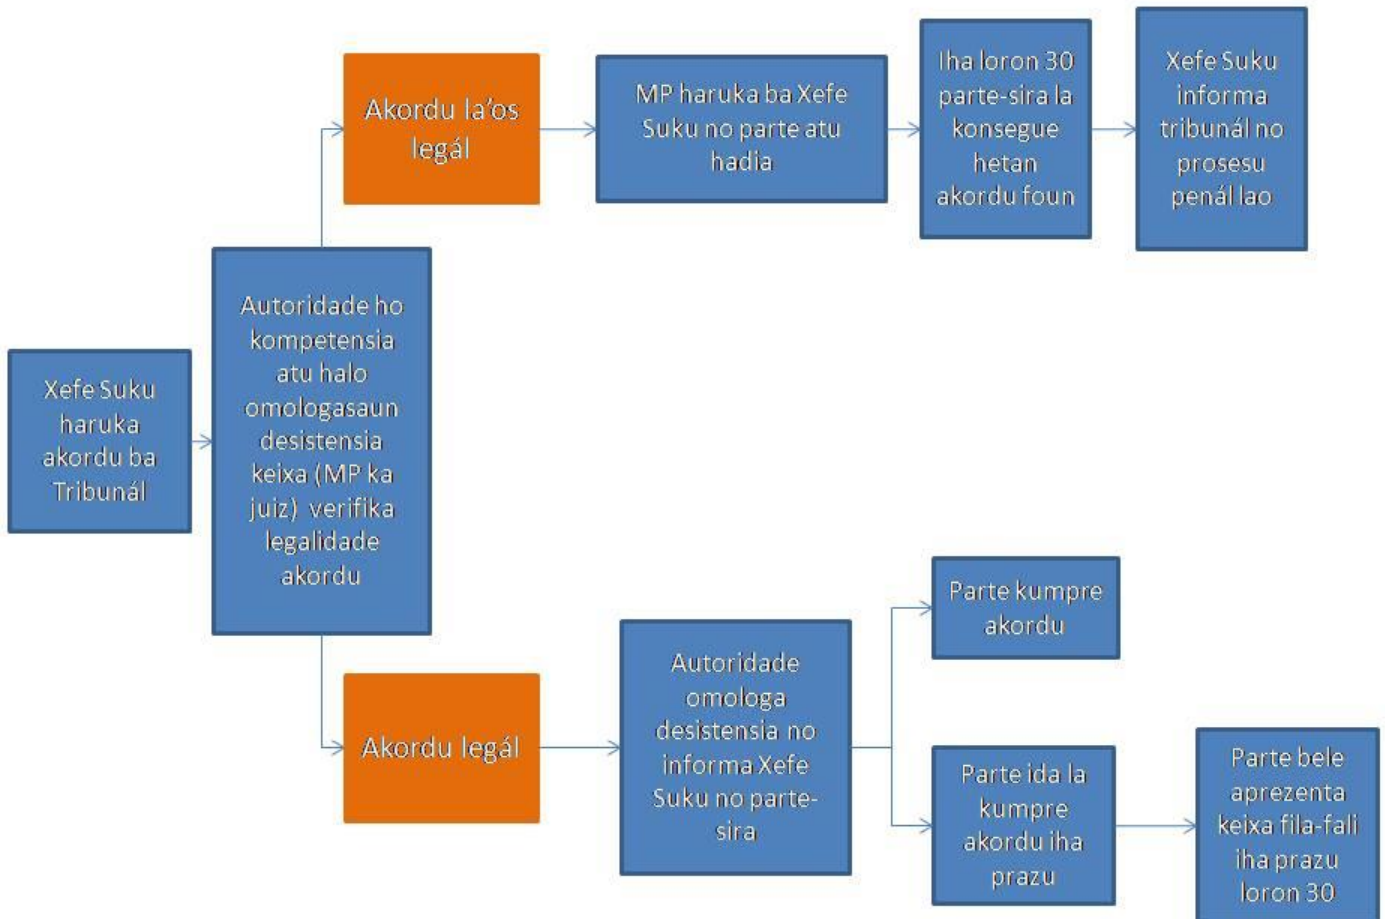 Xefe Suku
haruka
akordu ba
Tribunál
Autoridade ho
kompetensia
atu halo
omologasaun
desistensia
keixa (MP ka
juiz) verifika
legalidade
akordu
Akordu la'os
legál
MP haruka ba Xefe
Suku no parte atu
hadia
Iha loron 30
parte-sira la
konsegue
hetan
akordu foun
Xefe Suku
informa
tribunál no
prosesu
penál lao
Akordu legál
Autoridade
omologa
desistensia no
informa Xefe
Suku no parte-
sira
Parte kumpre
akordu
Parte ida la
kumpre
akordu iha
prazu
Parte bele
aprezenta
keixa fila-fali
iha prazu
loron 30